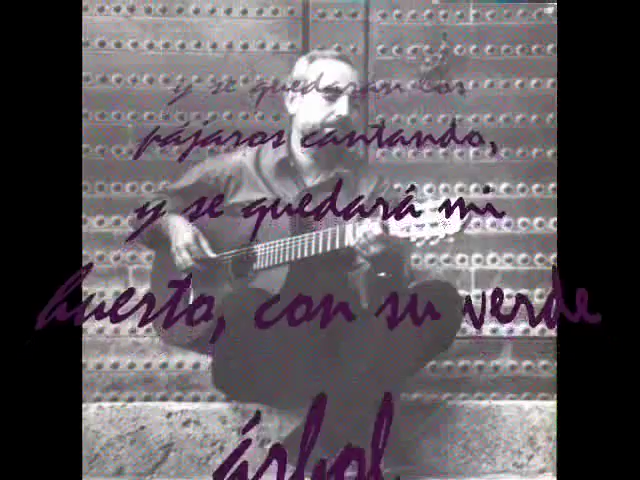 y se quedarán los
pájaros cantando,
y se quedará mi
huerto, con su verde
árbol